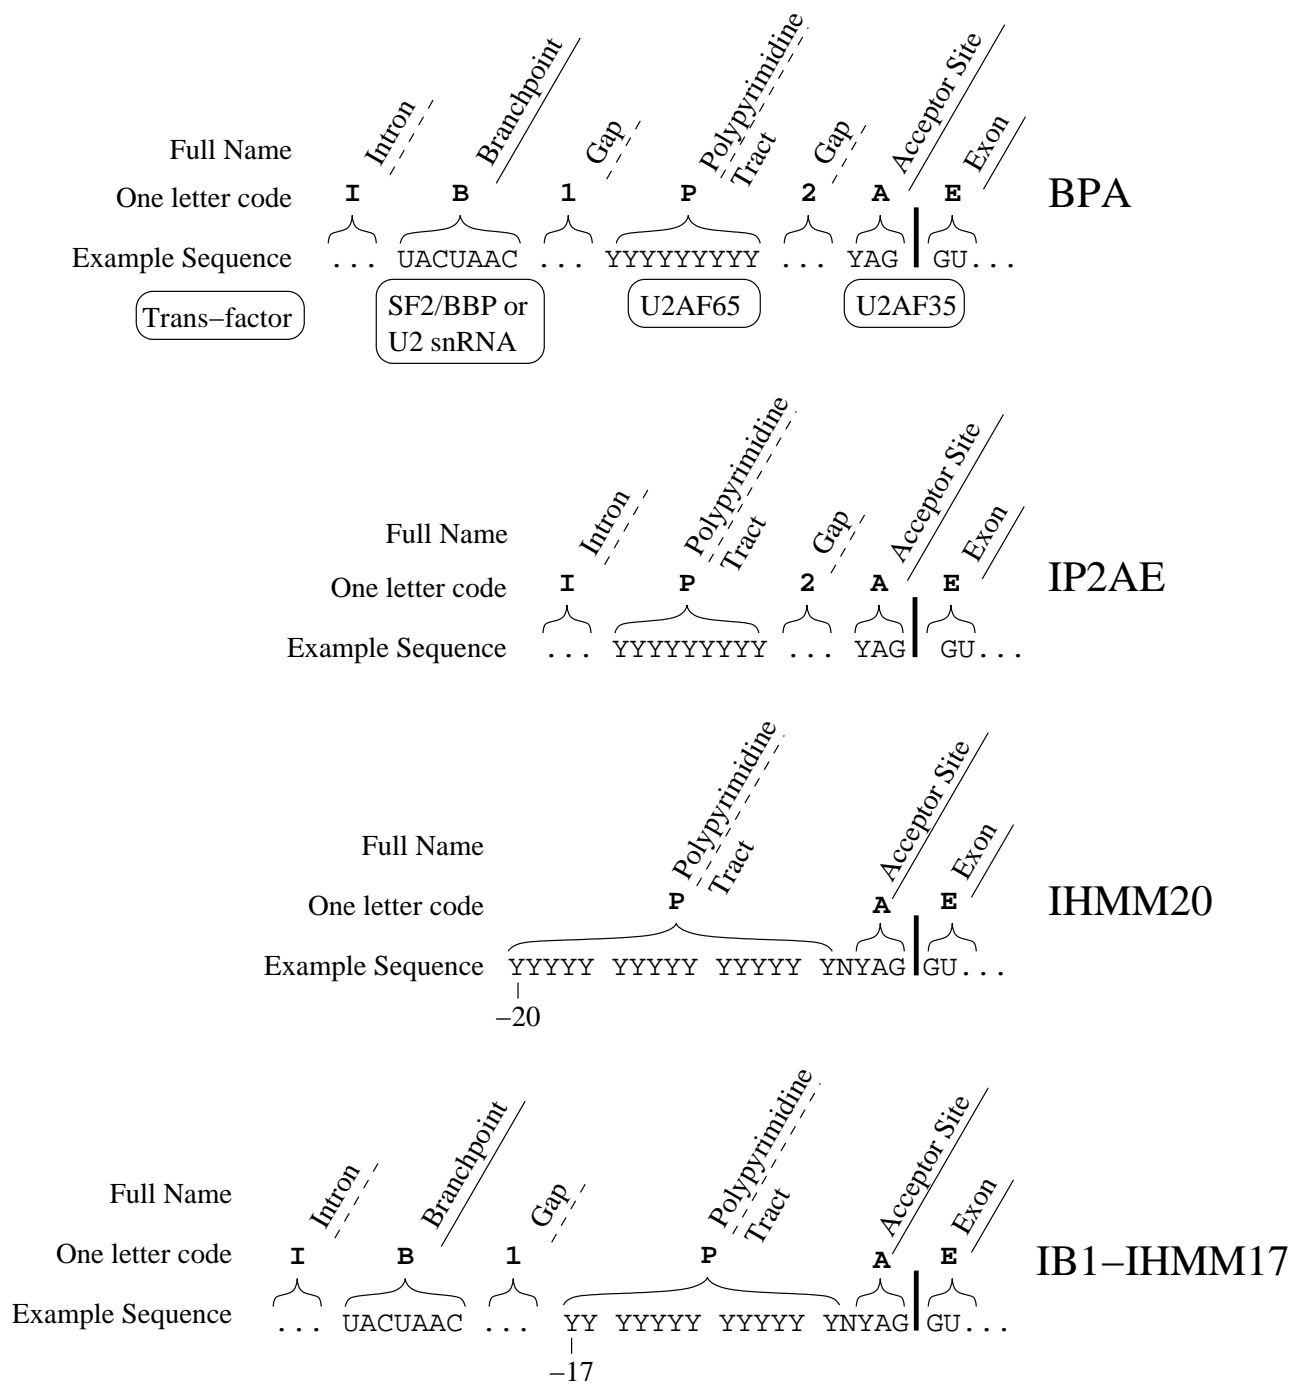 Full Name Intron Branchpoint Gap Polypyrimidine Tract Gap Acceptor Site Exon
One letter code I B 1 P 2 A E BPA
Example Sequence ... UACUAAC ... YYYYYYYYY ... YAG GU...
Trans−factor SF2/BBP or U2AF65 U2AF35
U2 snRNA
Full Name Intron Polypyrimidine Tract Gap Acceptor Site Exon
One letter code I P 2 A E IP2AE
Example Sequence ... YYYYYYYYY ... YAG GU...
Full Name Polypyrimidine Tract Acceptor Site Exon
One letter code P A E IHMM20
Example Sequence YYYYY YYYYY YYYYY YNYAG GU...
−20
Full Name Intron Branchpoint Gap Polypyrimidine Tract Acceptor Site Exon
One letter code I B 1 P A E IB1−IHMM17
Example Sequence ... UACUAAC ... YY YYYYY YYYYY YNYAG GU...
−17